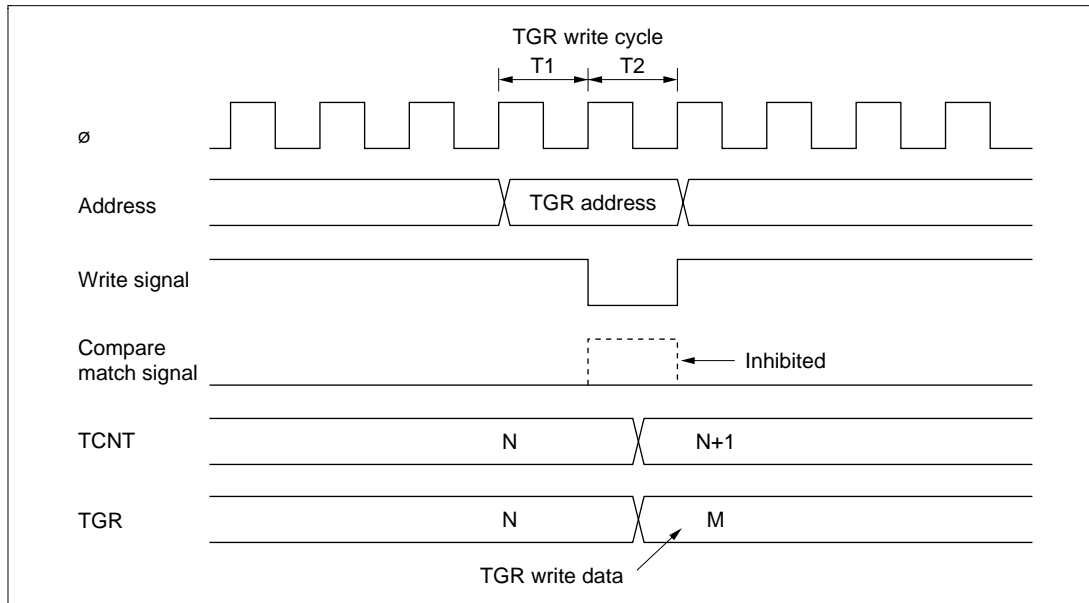 TGR write cycle
T1 T2
ø
Address TGR address
Write signal
Compare
match signal Inhibited
TCNT N N+1
TGR N M
TGR write data